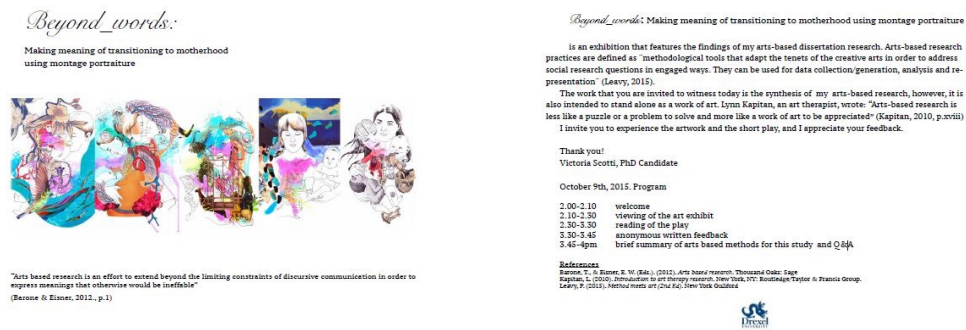 Beyond_words:
Making meaning of transitioning to motherhood
using montage portraiture
"Arts based research is an effort to extend beyond the limiting constraints of discursive communication in order to
express meanings that otherwise would be ineffable"
(Barone & Eisner, 2012., p.1)
Beyond_words: Making meaning of transitioning to motherhood using montage portraiture
is an exhibition that features the findings of my arts-based dissertation research. Arts-based research
practices are defined as "methodological tools that adapt the tenets of the creative arts in order to address
social research questions in engaged ways. They can be used for data collection/generation, analysis and re-
presentation" (Leavy, 2015).
The work that you are invited to witness today is the synthesis of my arts-based research, however, it is
also intended to stand alone as a work of art. Lynn Kapitan, an art therapist, wrote: "Arts-based research is
less like a puzzle or a problem to solve and more like a work of art to be appreciated" (Kapitan, 2010, p.xviii)
I invite you to experience the artwork and the short play, and I appreciate your feedback.
Thank you!
Victoria Scotti, PhD Candidate
October 9th, 2015. Program
2.00-2.10 welcome
2.10-2.30 viewing of the art exhibit
2.30-3.30 reading of the play
3.30-3.45 anonymous written feedback
3.45-4pm brief summary of arts based methods for this study and Q&A
References
Barone, T., & Eisner, E. W. (Eds.). (2012). Arts based research. Thousand Oaks: Sage
Kapitan, L. (2010). Introduction to art therapy research. New York, NY: Routledge/Taylor & Francis Group.
Leavy, P. (2015). Method meets art (2nd Ed). New York Guilford
Drexel
UNIVERSITY